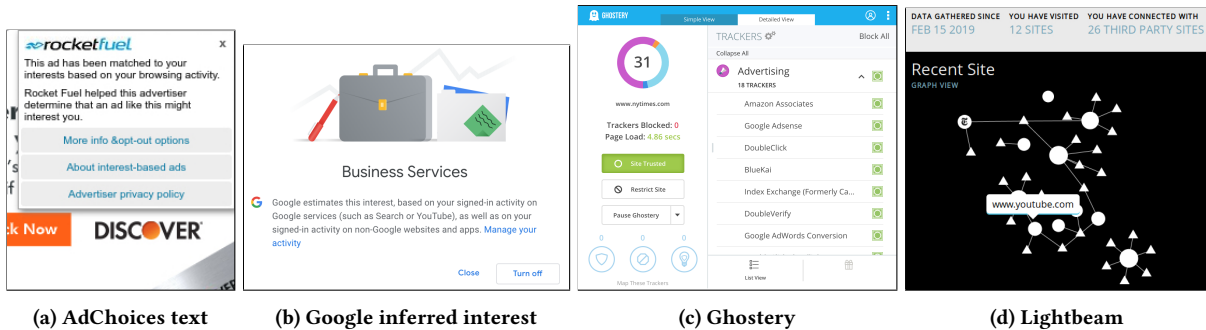 rocketfuel
x
This ad has been matched to your
interests based on your browsing activity.
Rocket Fuel helped this advertiser
determine that an ad like this might
interest you.
More info &opt-out options
About interest-based ads
Advertiser privacy policy
k Now
DISCOVER
(a) AdChoices text
Business Services
Google estimates this interest, based on your signed-in activity on
Google services (such as Search or YouTube), as well as on your
signed-in activity on non-Google websites and apps. Manage your
activity
Close Turn off
(b) Google inferred interest
GHOSTERY
Simple View Detailed View
31
www.nytimes.com
Trackers Blocked: 0
Page Load: 4.86 secs
Site Trusted
Restrict Site
Pause Ghostery
0 0 0
Map These Trackers
TRACKERS Block All
Collapse All
Advertising
18 TRACKERS
Amazon Associates
Google Adsense
DoubleClick
BlueKai
Index Exchange (Formerly Ca...
DoubleVerify
Google AdWords Conversion
List View
(c) Ghostery
DATA GATHERED SINCE YOU HAVE VISITED YOU HAVE CONNECTED WITH
FEB 15 2019 12 SITES 26 THIRD PARTY SITES
Recent Site
GRAPH VIEW
www.youtube.com
(d) Lightbeam